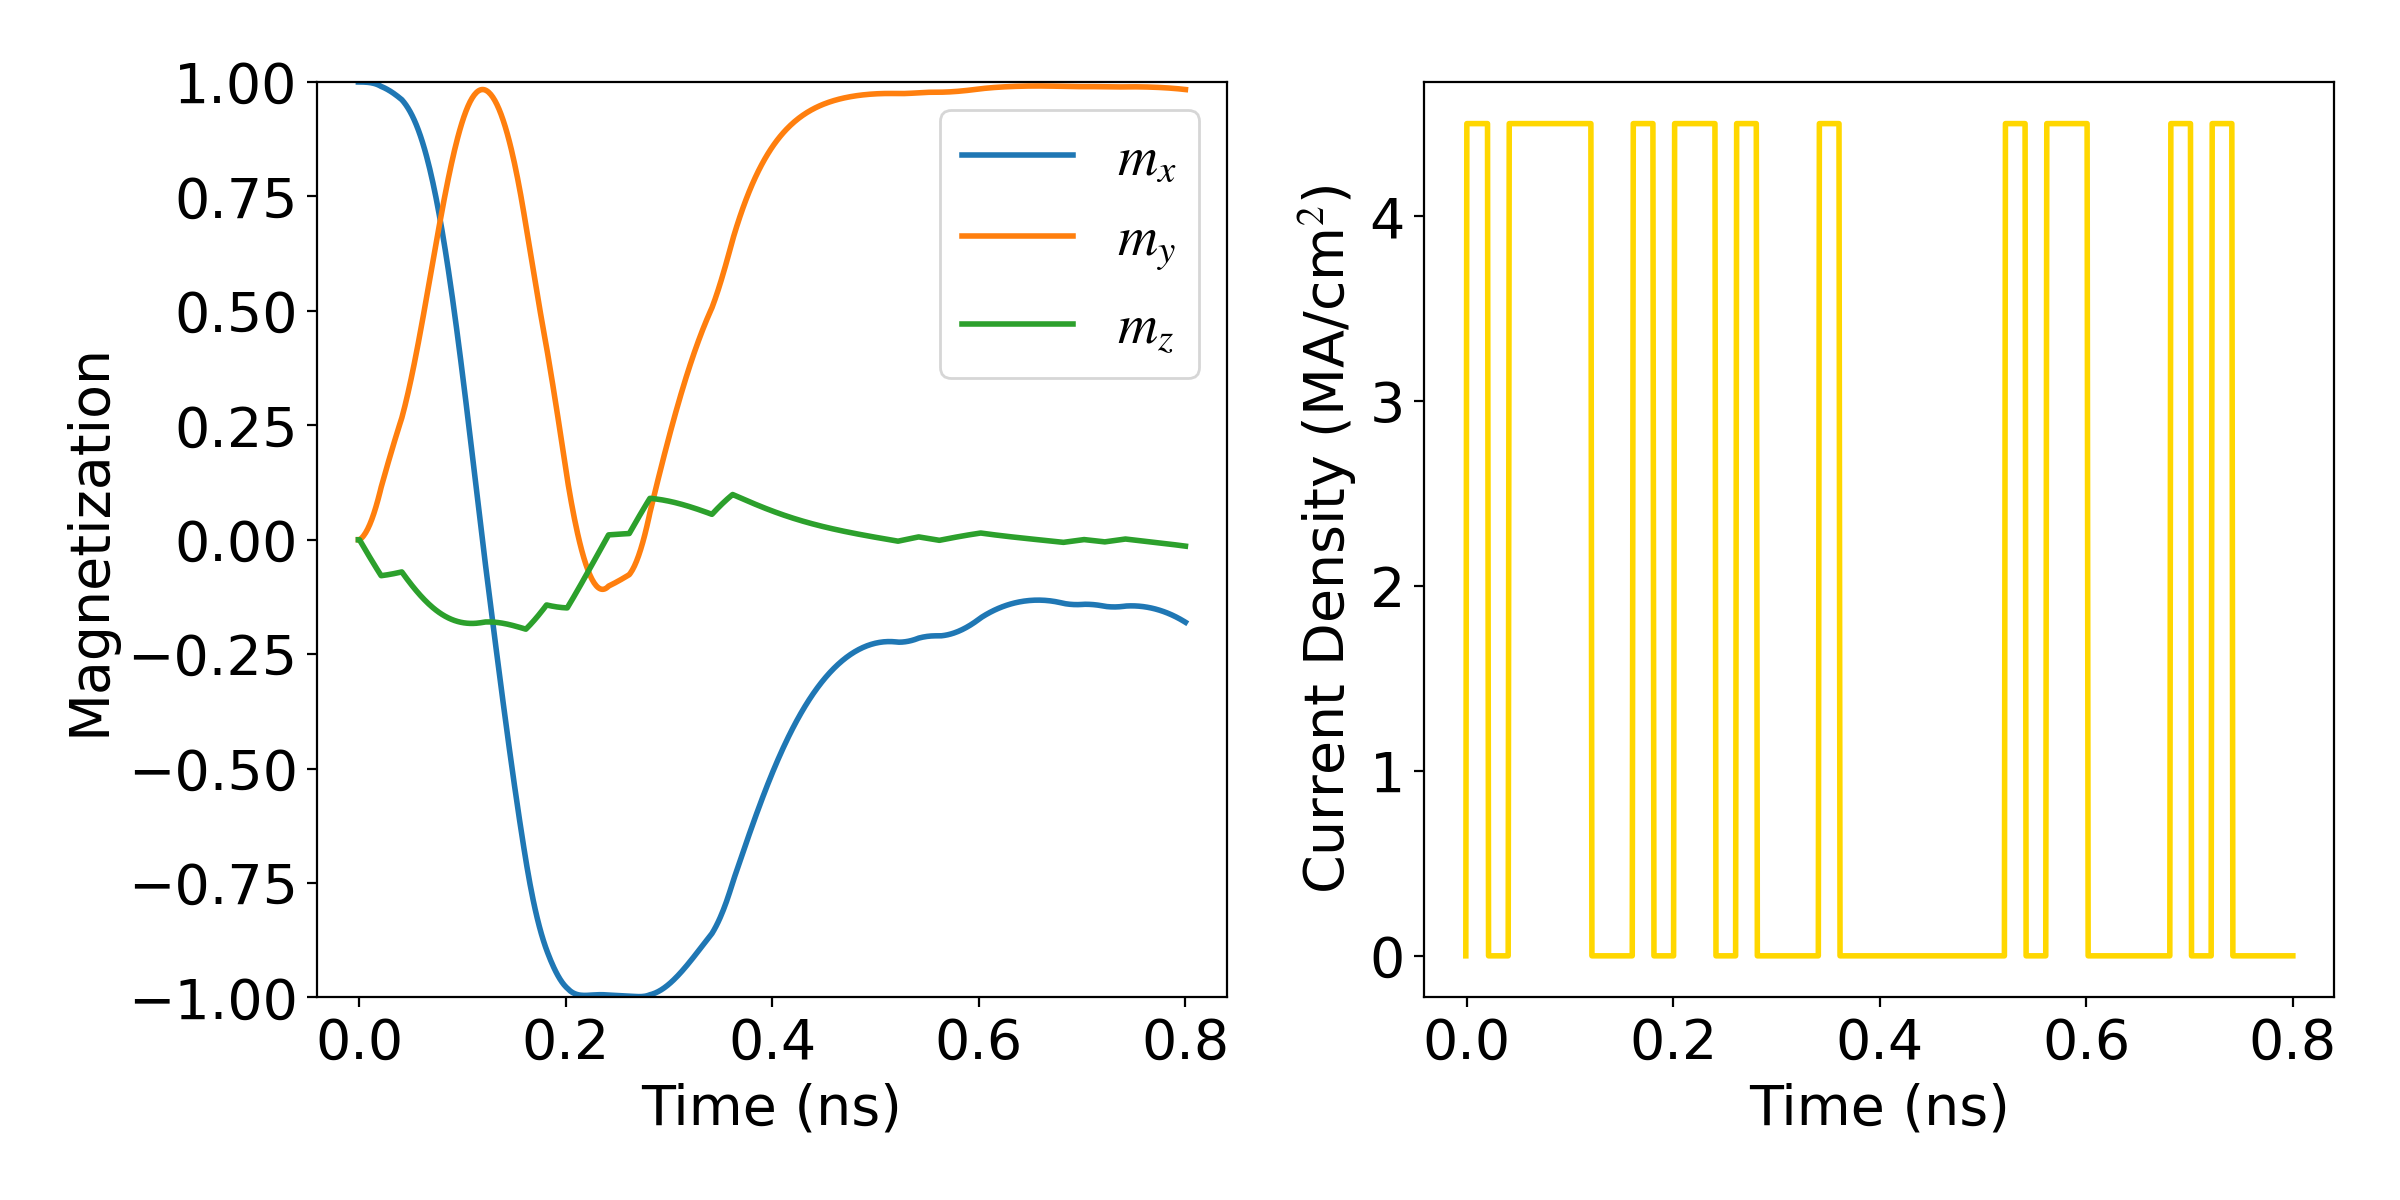 1.00
0.75
0.50
0.25
0.00
−0.25
−0.50
−0.75
−1.00
Magnetization
0.0 0.2 0.4 0.6 0.8
Time (ns)
m_x
m_y
m_z
4
3
2
1
0
Current Density (MA/cm²)
0.0 0.2 0.4 0.6 0.8
Time (ns)